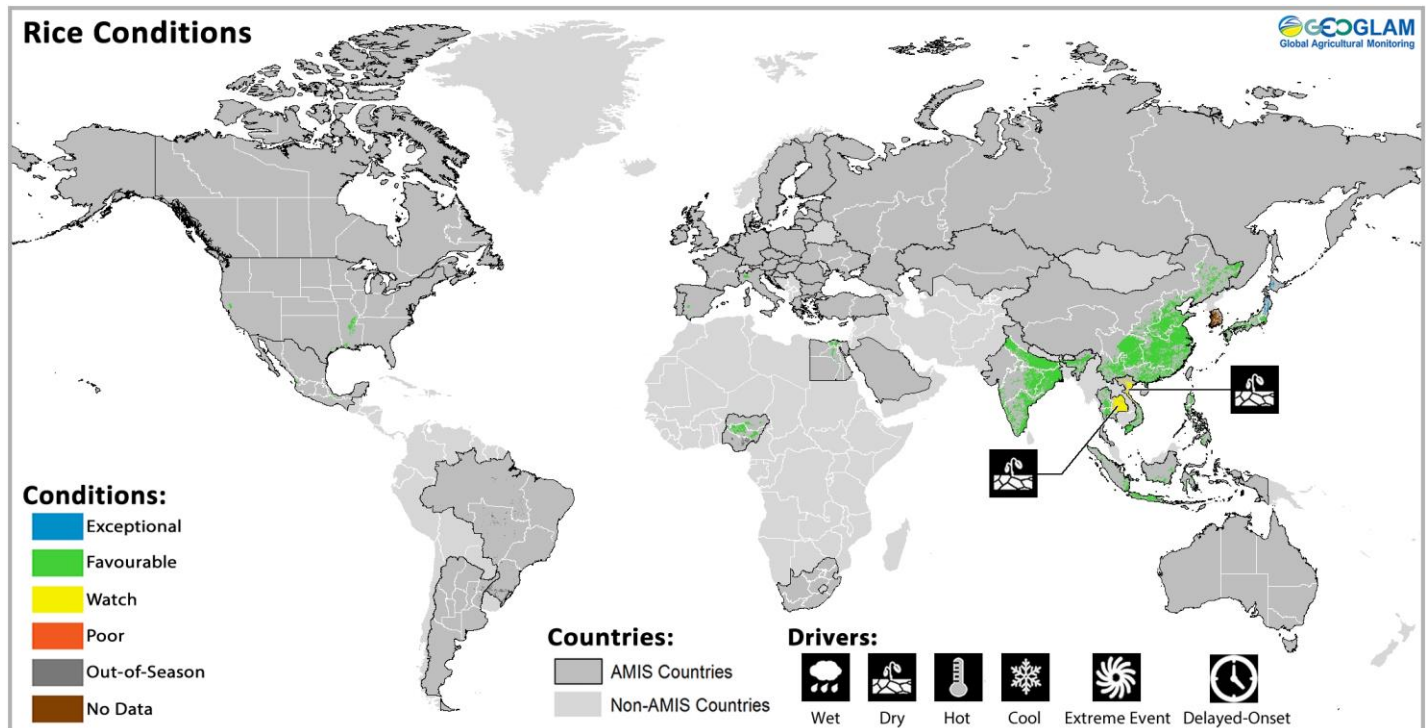 Rice Conditions
GEOGLAM
Global Agricultural Monitoring
Conditions:
Exceptional
Favourable
Watch
Poor
Out-of-Season
No Data
Countries:
AMIS Countries
Non-AMIS Countries
Drivers:
Wet
Dry
Hot
Cool
Extreme Event
Delayed-Onset